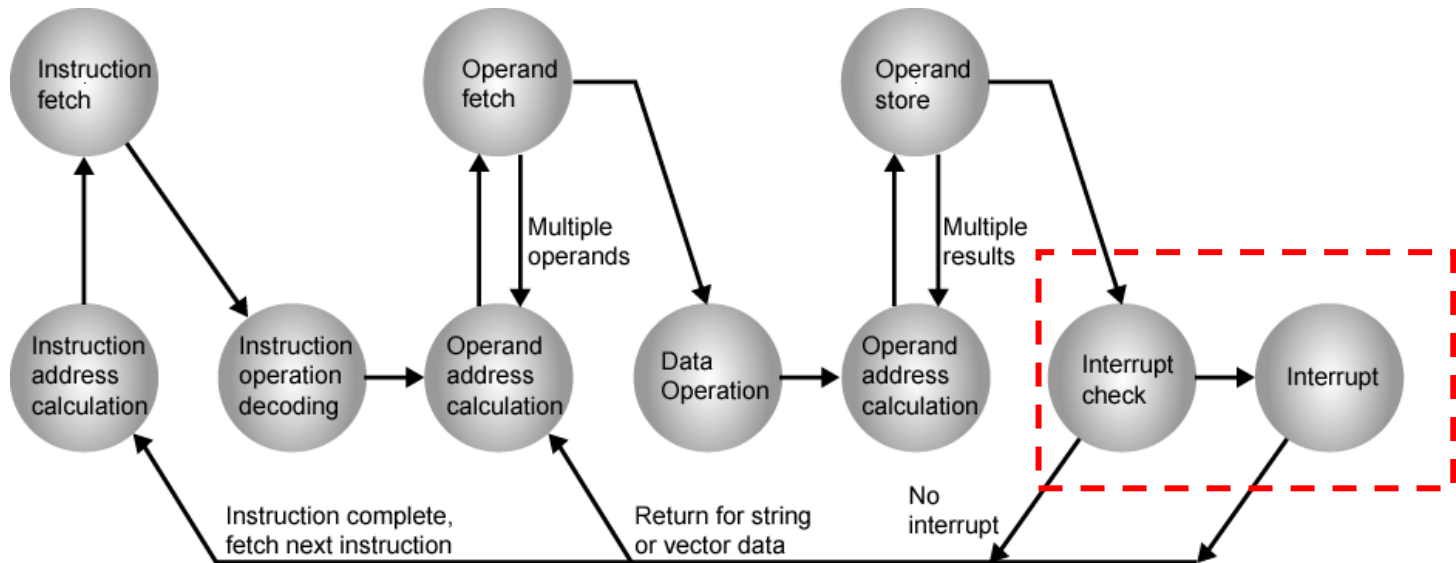 Instruction
fetch
Operand
fetch
Operand
store
Multiple
operands
Multiple
results
Instruction
address
calculation
Instruction
operation
decoding
Operand
address
calculation
Data
Operation
Operand
address
calculation
Interrupt
check
Interrupt
Instruction complete,
fetch next instruction
Return for string
or vector data
No
interrupt